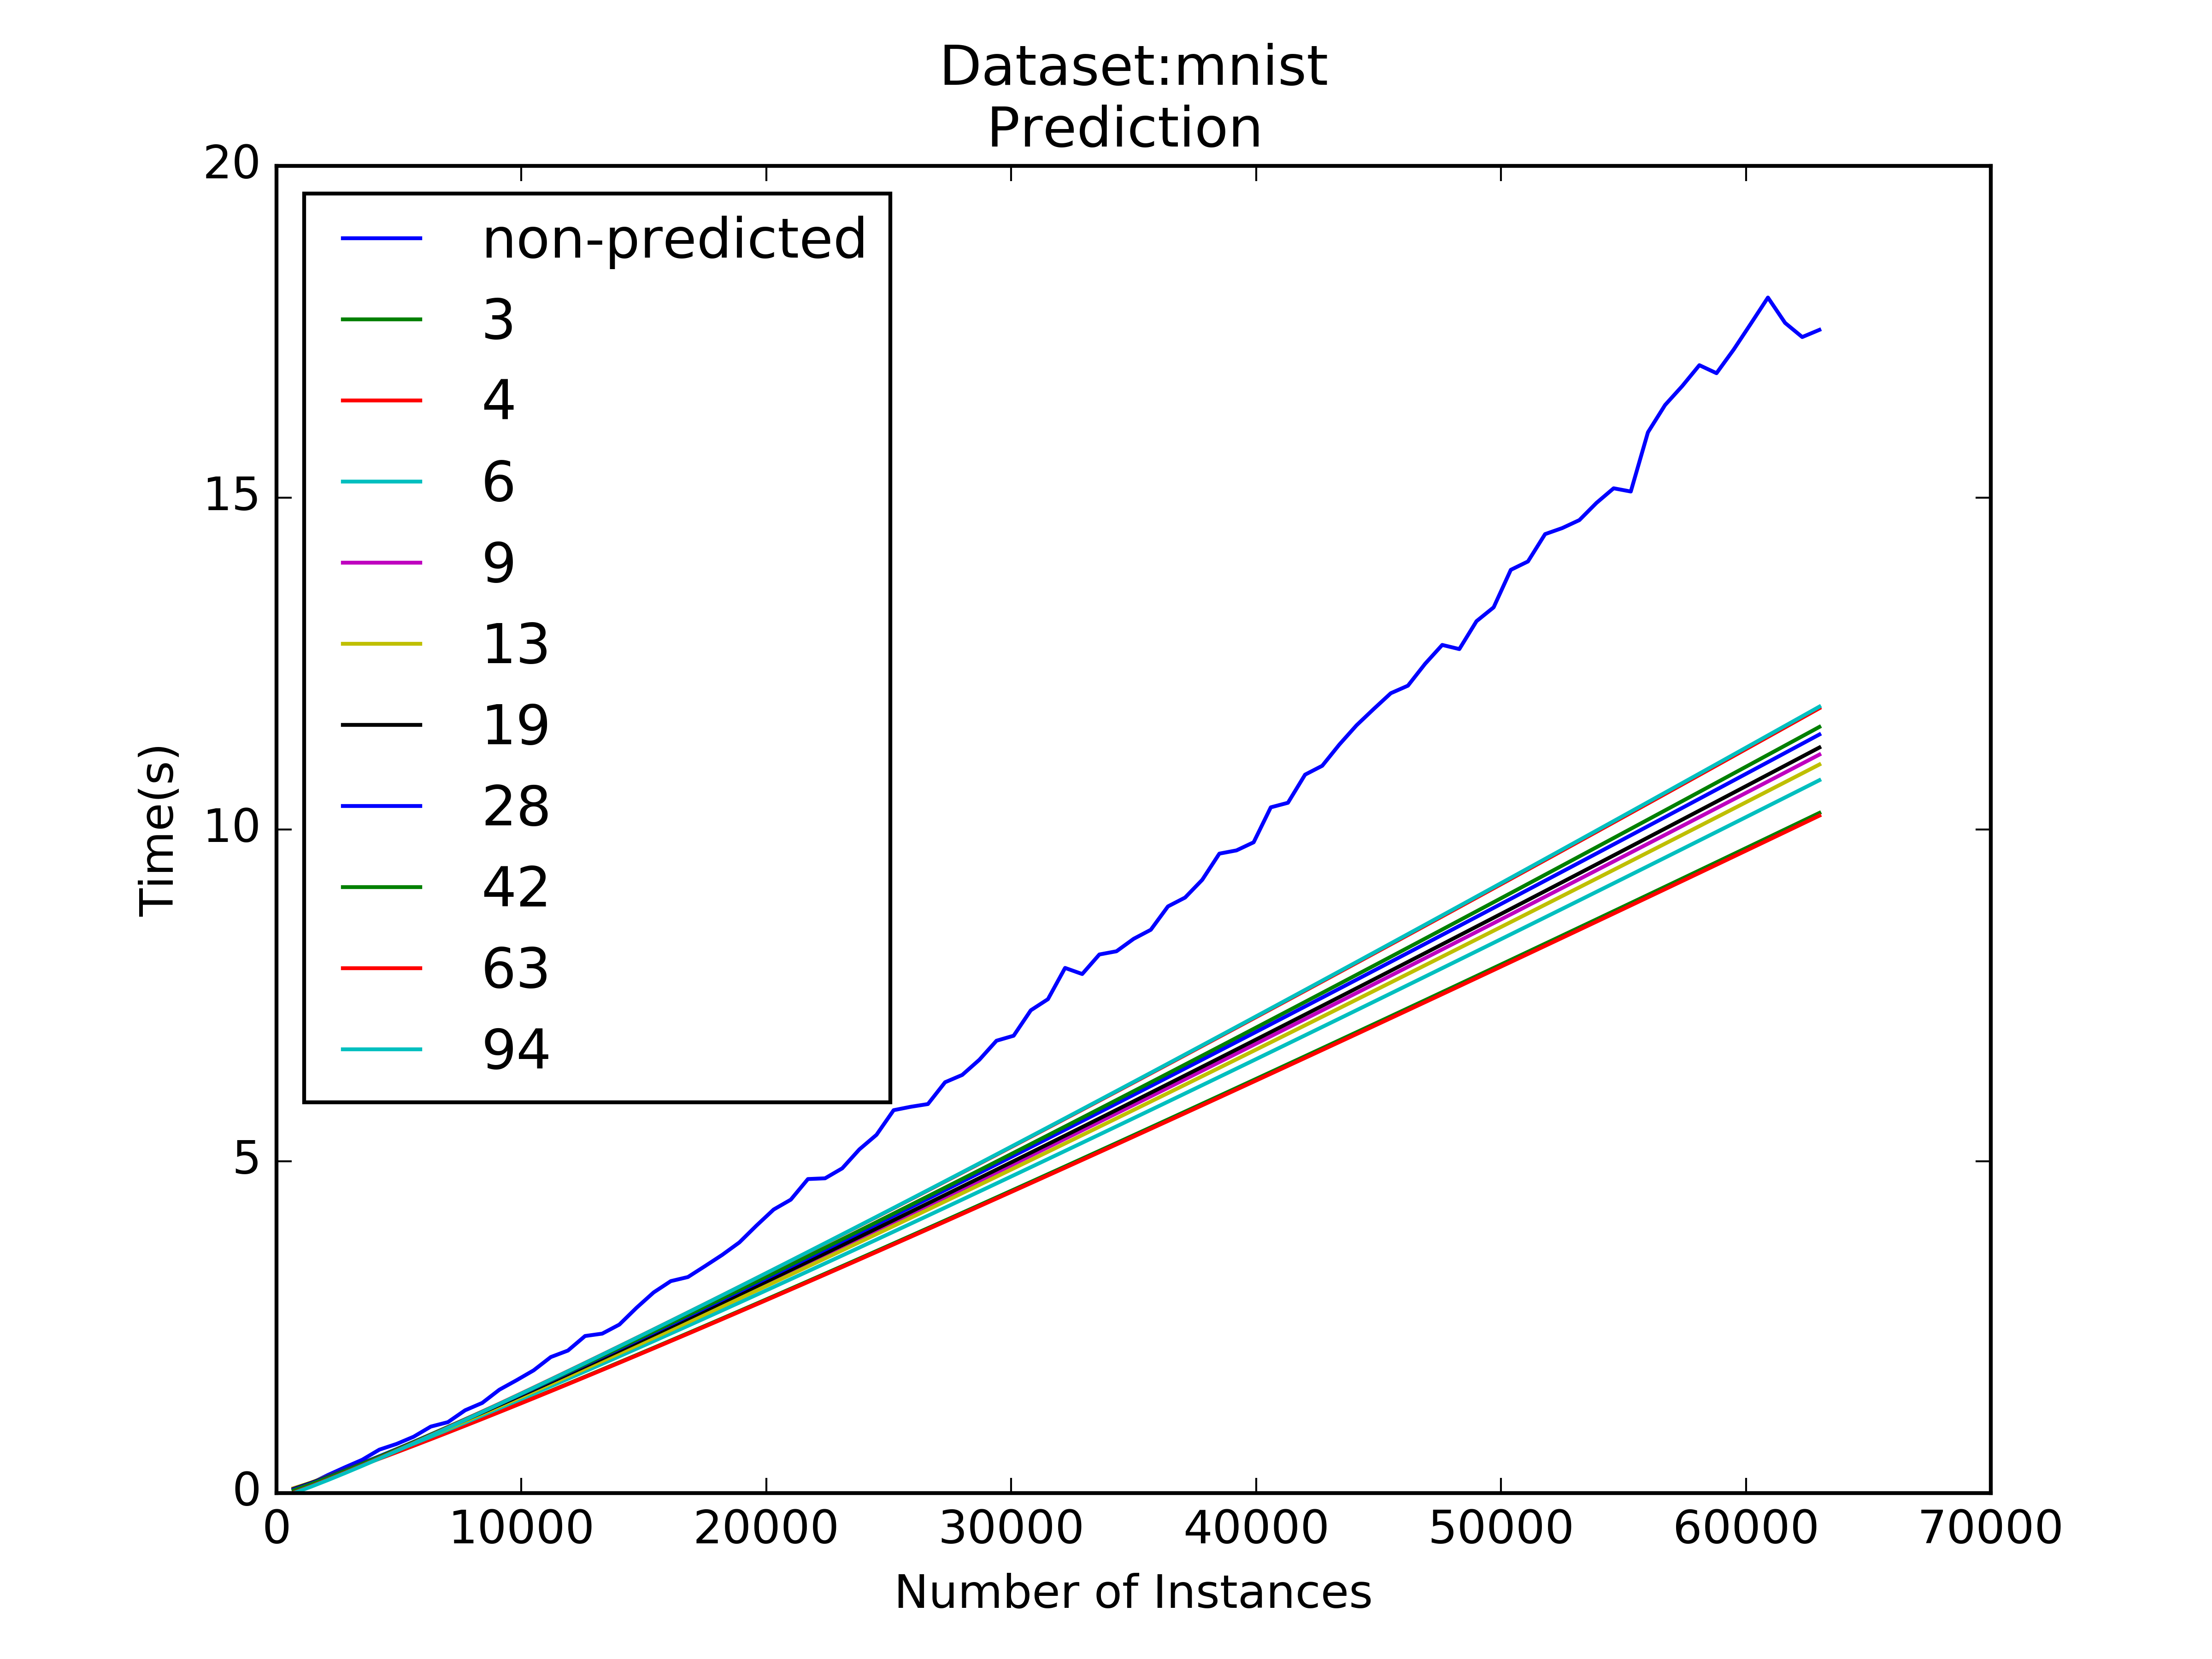 Dataset:mnist
Prediction
20
15
10
5
0
Time(s)
non-predicted
3
4
6
9
13
19
28
42
63
94
0 10000 20000 30000 40000 50000 60000 70000
Number of Instances